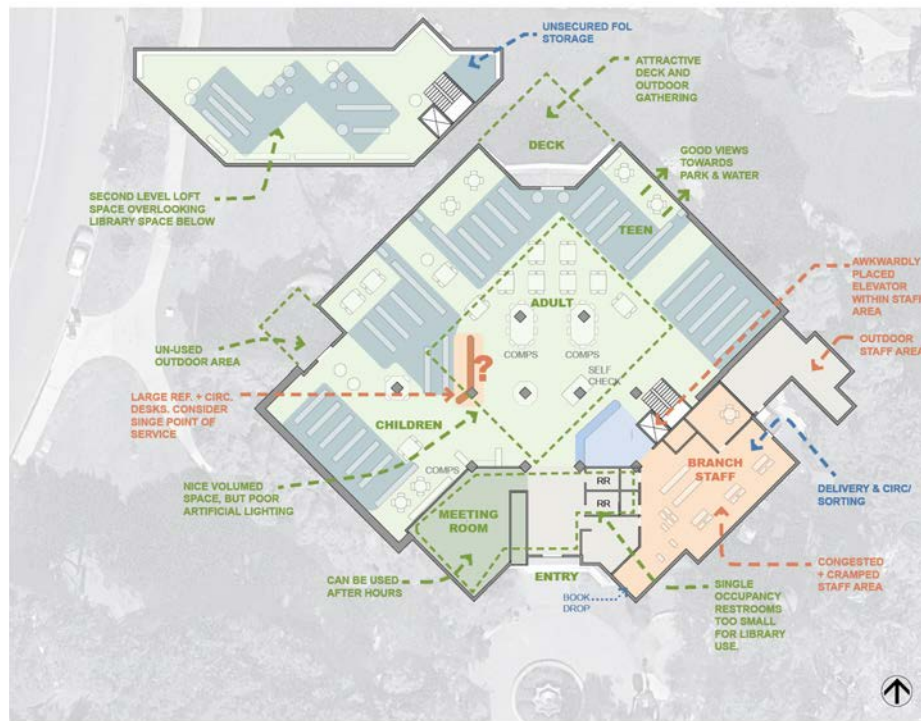 UNSECURED FOL
STORAGE
ATTRACTIVE
DECK AND
OUTDOOR
GATHERING
DECK
GOOD VIEWS
TOWARDS
PARK & WATER
SECOND LEVEL LOFT
SPACE OVERLOOKING
LIBRARY SPACE BELOW
TEEN
AWKWARDLY
PLACED
ELEVATOR
WITHIN STAFF
AREA
ADULT
OUTDOOR
STAFF AREA
UN-USED
OUTDOOR AREA
COMPS
COMPS
?
SELF
CHECK
LARGE REF. + CIRC.
DESKS. CONSIDER
SINGE POINT OF
SERVICE
CHILDREN
COMPS
BRANCH
STAFF
NICE VOLUMED
SPACE, BUT POOR
ARTIFICIAL LIGHTING
RR
RR
DELIVERY & CIRC/
SORTING
MEETING
ROOM
CAN BE USED
AFTER HOURS
ENTRY
BOOK
DROP
SINGLE
OCCUPANCY
RESTROOMS
TOO SMALL
FOR LIBRARY
USE.
CONGESTED
+ CRAMPED
STAFF AREA